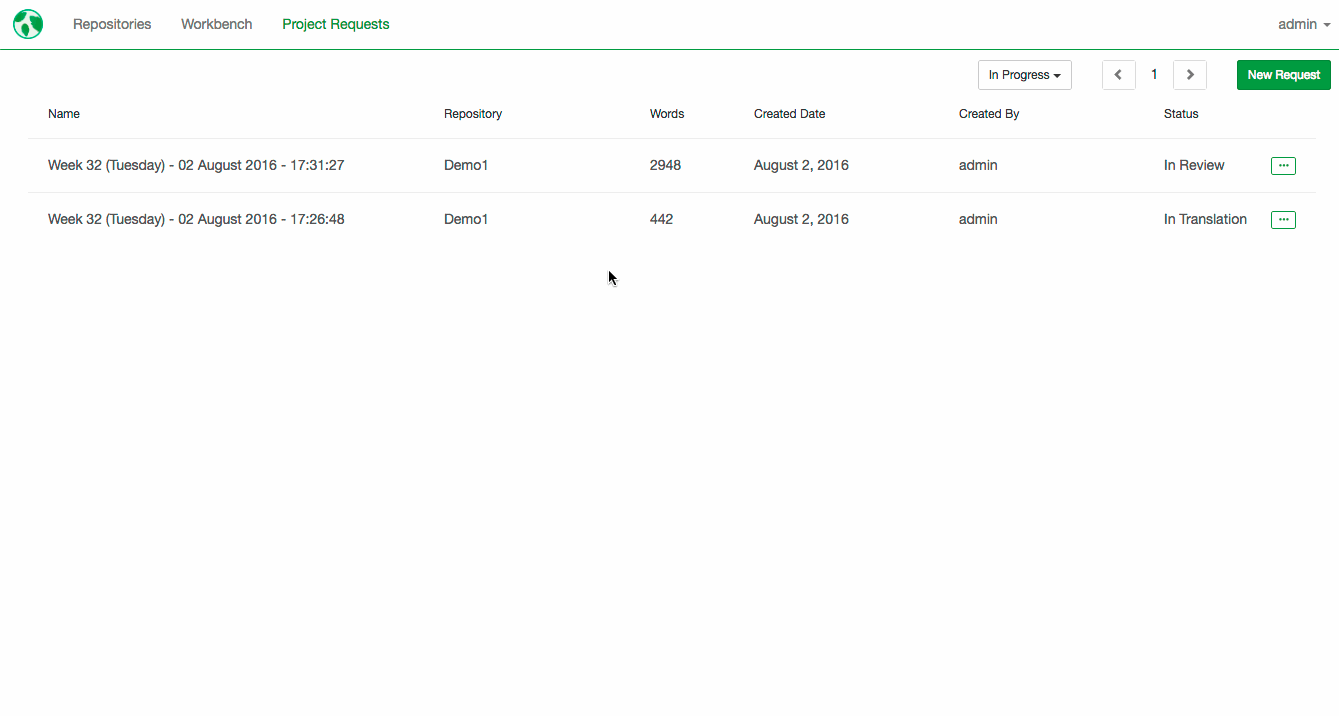 Repositories Workbench Project Requests admin
In Progress 1 New Request
Name Repository Words Created Date Created By Status
Week 32 (Tuesday) - 02 August 2016 - 17:31:27 Demo1 2948 August 2, 2016 admin In Review ...
Week 32 (Tuesday) - 02 August 2016 - 17:26:48 Demo1 442 August 2, 2016 admin In Translation ...